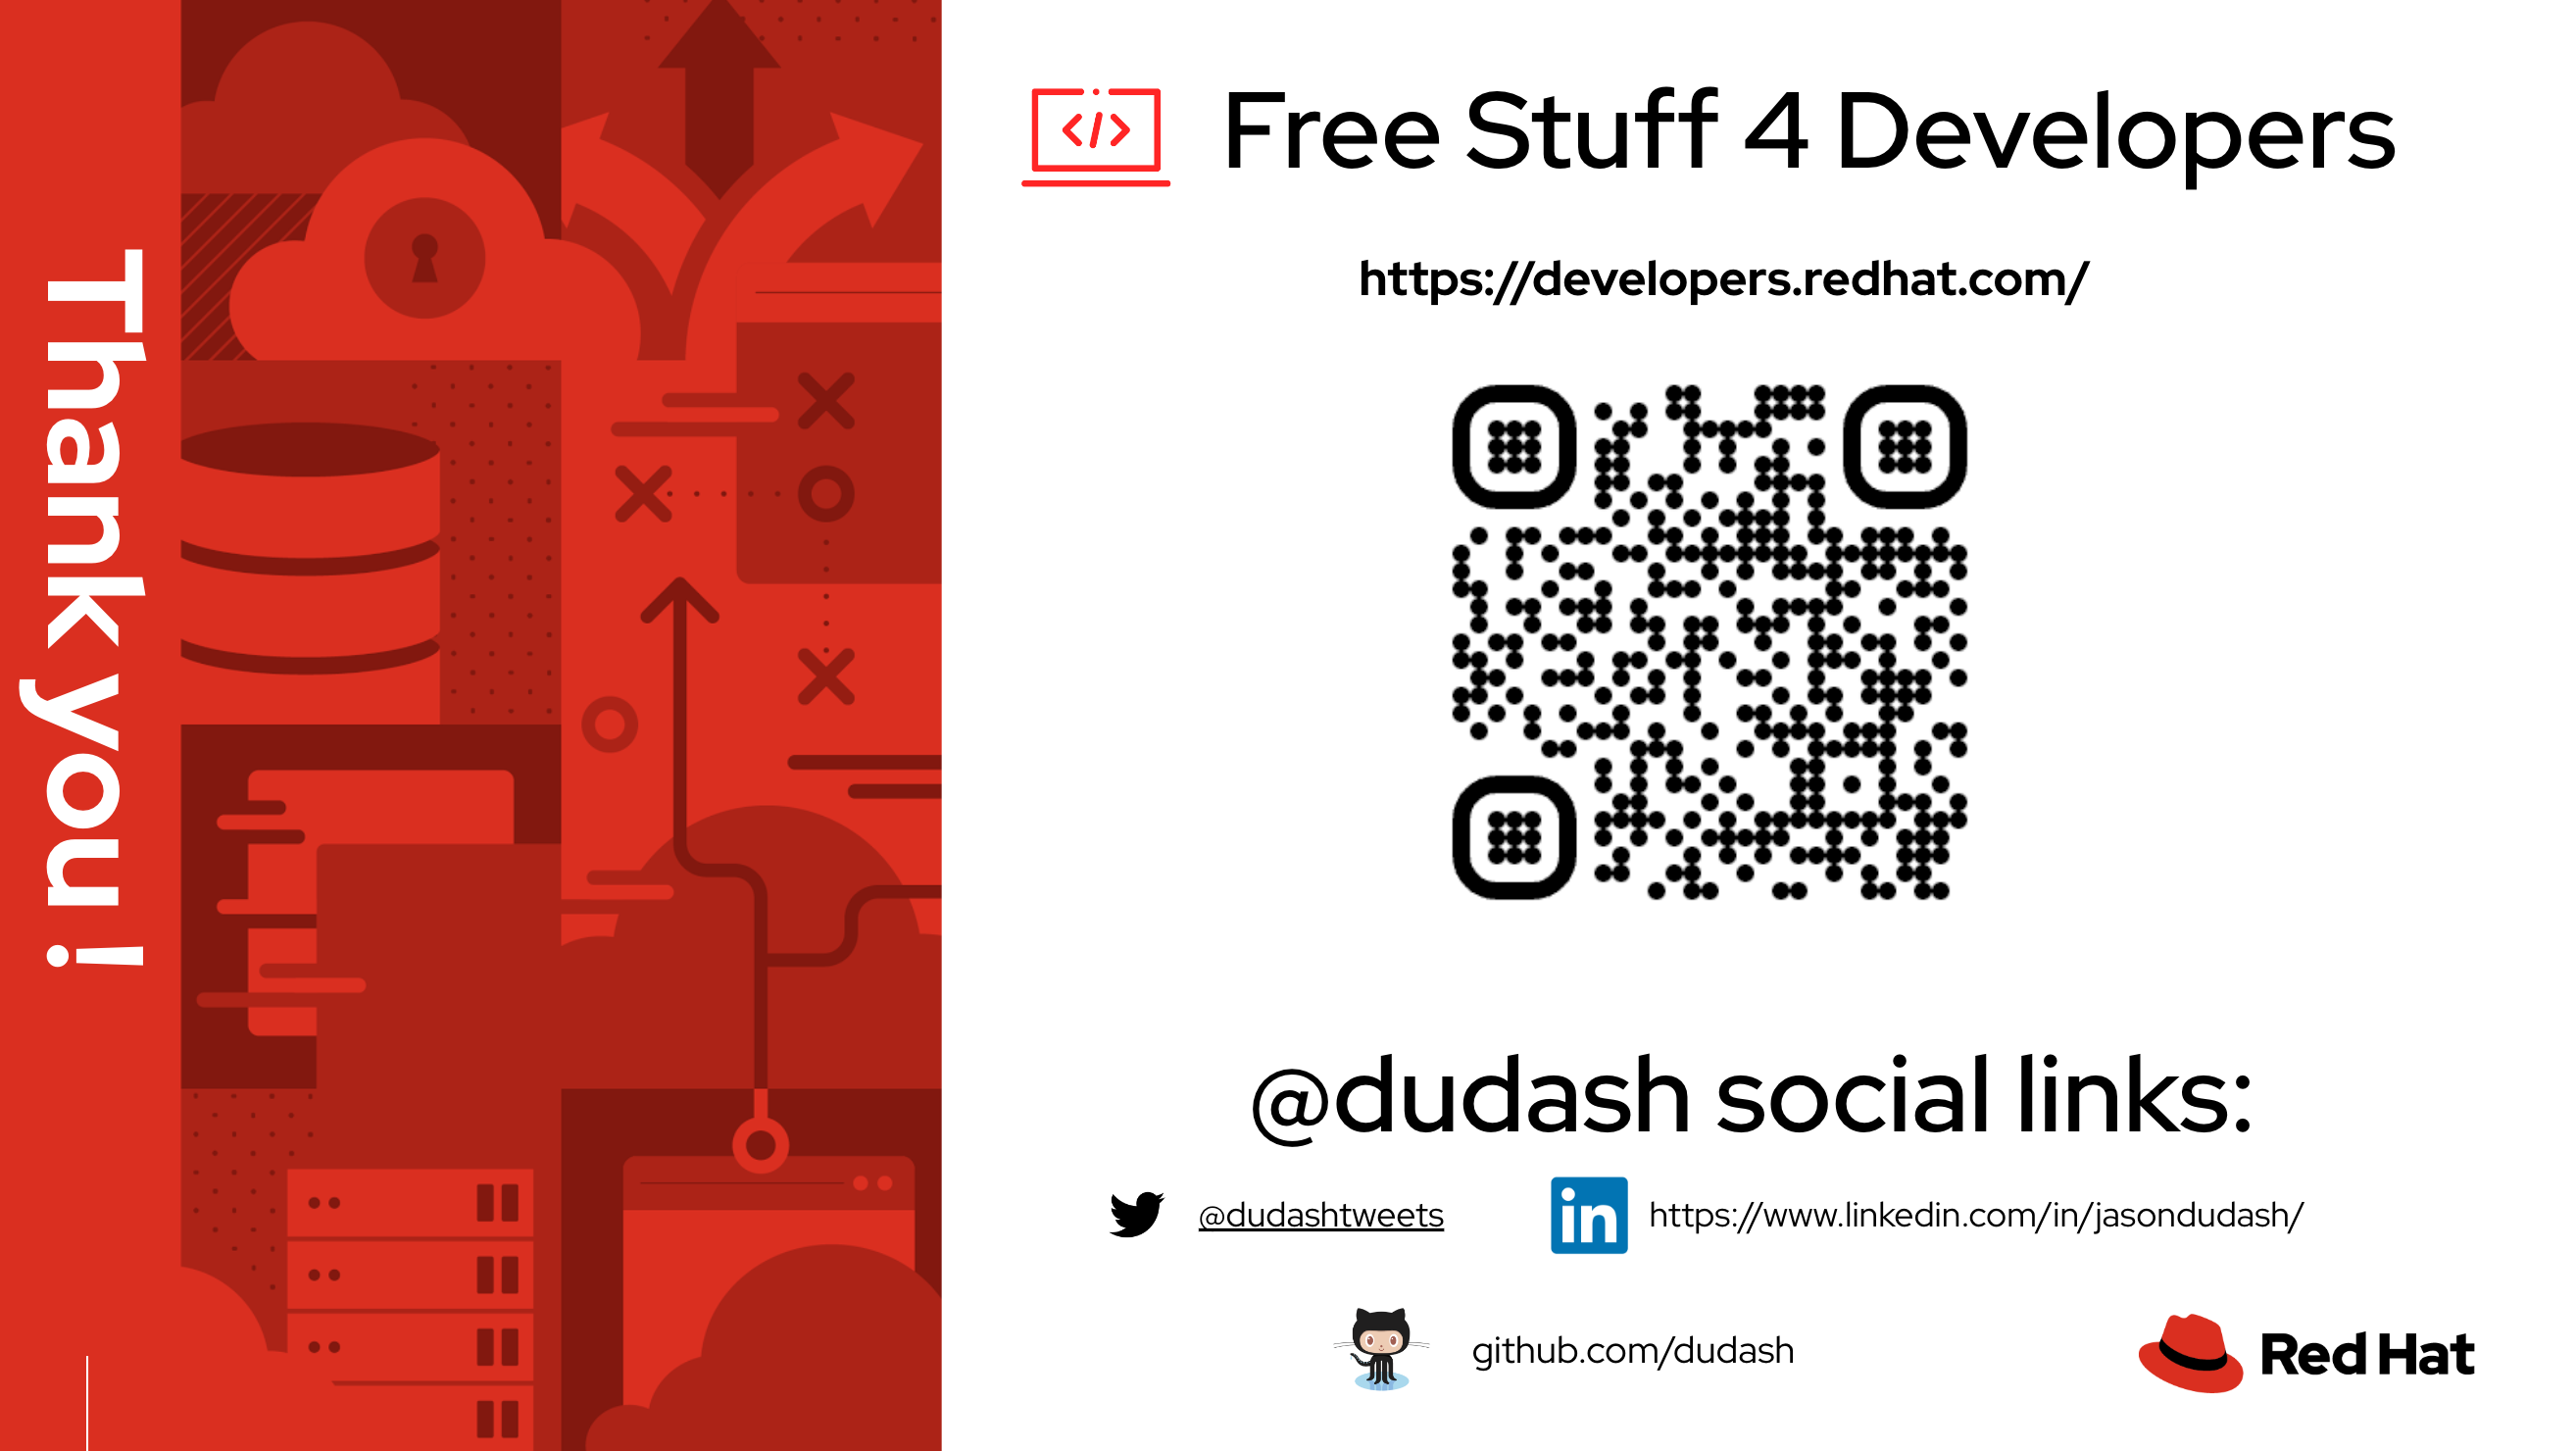 Thank you !
</> Free Stuff 4 Developers
https://developers.redhat.com/
@dudash social links:
@dudashtweets
in https://www.linkedin.com/in/jasondudash/
github.com/dudash
Red Hat